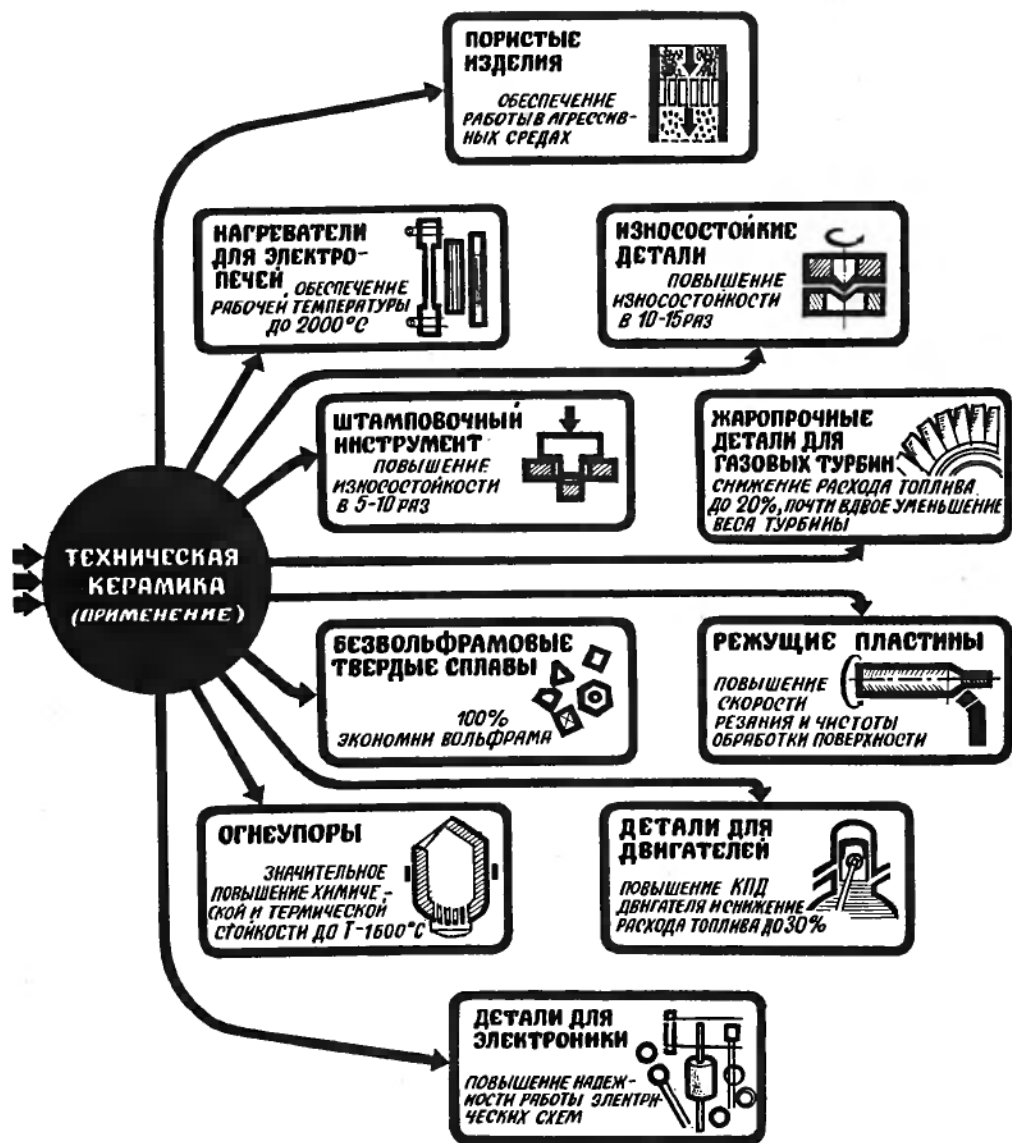 ПОРИСТЫЕ
ИЗДЕЛИЯ
ОБЕСПЕЧЕНИЕ
РАБОТЫ В АГРЕССИВ-
НЫХ СРЕДАХ
НАГРЕВАТЕЛИ
ДЛЯ ЭЛЕКТРО-
ПЕЧЕЙ
ОБЕСПЕЧЕНИЕ
РАБОЧЕЙ ТЕМПЕРАТУРЫ
ДО 2000°С
ИЗНОСОСТОЙКИЕ
ДЕТАЛИ
ПОВЫШЕНИЕ
ИЗНОСОСТОЙКОСТИ
В 10-15 РАЗ
ШТАМПОВОЧНЫЙ
ИНСТРУМЕНТ
ПОВЫШЕНИЕ
ИЗНОСОСТОЙКОСТИ
В 5-10 РАЗ
ЖАРОПРОЧНЫЕ
ДЕТАЛИ ДЛЯ
ГАЗОВЫХ ТУРБИН
СНИЖЕНИЕ РАСХОДА ТОПЛИВА
ДО 20%, ПОЧТИ ВДВОЕ УМЕНЬШЕНИЕ
ВЕСА ТУРБИНЫ
ТЕХНИЧЕСКАЯ
КЕРАМИКА
(ПРИМЕНЕНИЕ)
БЕЗВОЛЬФРАМОВЫЕ
ТВЕРДЫЕ СПЛАВЫ
100%
ЭКОНОМИИ ВОЛЬФРАМА
РЕЖУЩИЕ ПЛАСТИНЫ
ПОВЫШЕНИЕ
СКОРОСТИ
РЕЗАНИЯ И ЧИСТОТЫ
ОБРАБОТКИ ПОВЕРХНОСТИ
ОГНЕУПОРЫ
ЗНАЧИТЕЛЬНОЕ
ПОВЫШЕНИЕ ХИМИЧЕ-
СКОЙ И ТЕРМИЧЕСКОЙ
СТОЙКОСТИ ДО Т-1600°С
ДЕТАЛИ ДЛЯ
ДВИГАТЕЛЕЙ
ПОВЫШЕНИЕ КПД
ДВИГАТЕЛЯ И СНИЖЕНИЕ
РАСХОДА ТОПЛИВА ДО 30%
ДЕТАЛИ ДЛЯ
ЭЛЕКТРОНИКИ
ПОВЫШЕНИЕ НАДЕЖ-
НОСТИ РАБОТЫ ЭЛЕКТРИ-
ЧЕСКИХ СХЕМ